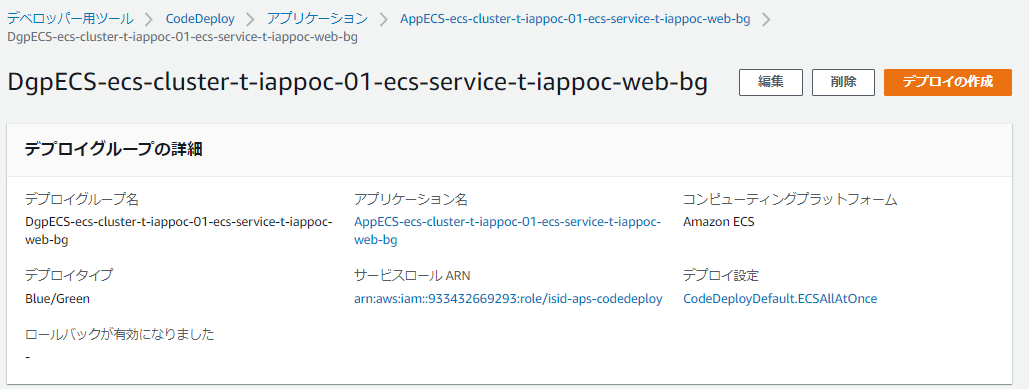 デベロッパー用ツール > CodeDeploy > アプリケーション > AppECS-ecs-cluster-t-iappoc-01-ecs-service-t-iappoc-web-bg >
DgpECS-ecs-cluster-t-iappoc-01-ecs-service-t-iappoc-web-bg
DgpECS-ecs-cluster-t-iappoc-01-ecs-service-t-iappoc-web-bg 編集 削除 デプロイの作成
デプロイグループの詳細
デプロイグループ名
DgpECS-ecs-cluster-t-iappoc-01-ecs-service-t-iappoc-
web-bg
アプリケーション名
AppECS-ecs-cluster-t-iappoc-01-ecs-service-t-iappoc-
web-bg
コンピューティングプラットフォーム
Amazon ECS
デプロイタイプ
Blue/Green
サービスロール ARN
arn:aws:iam::933432669293:role/isid-aps-codedeploy
デプロイ設定
CodeDeployDefault.ECSAllAtOnce
ロールバックが有効になりました
-